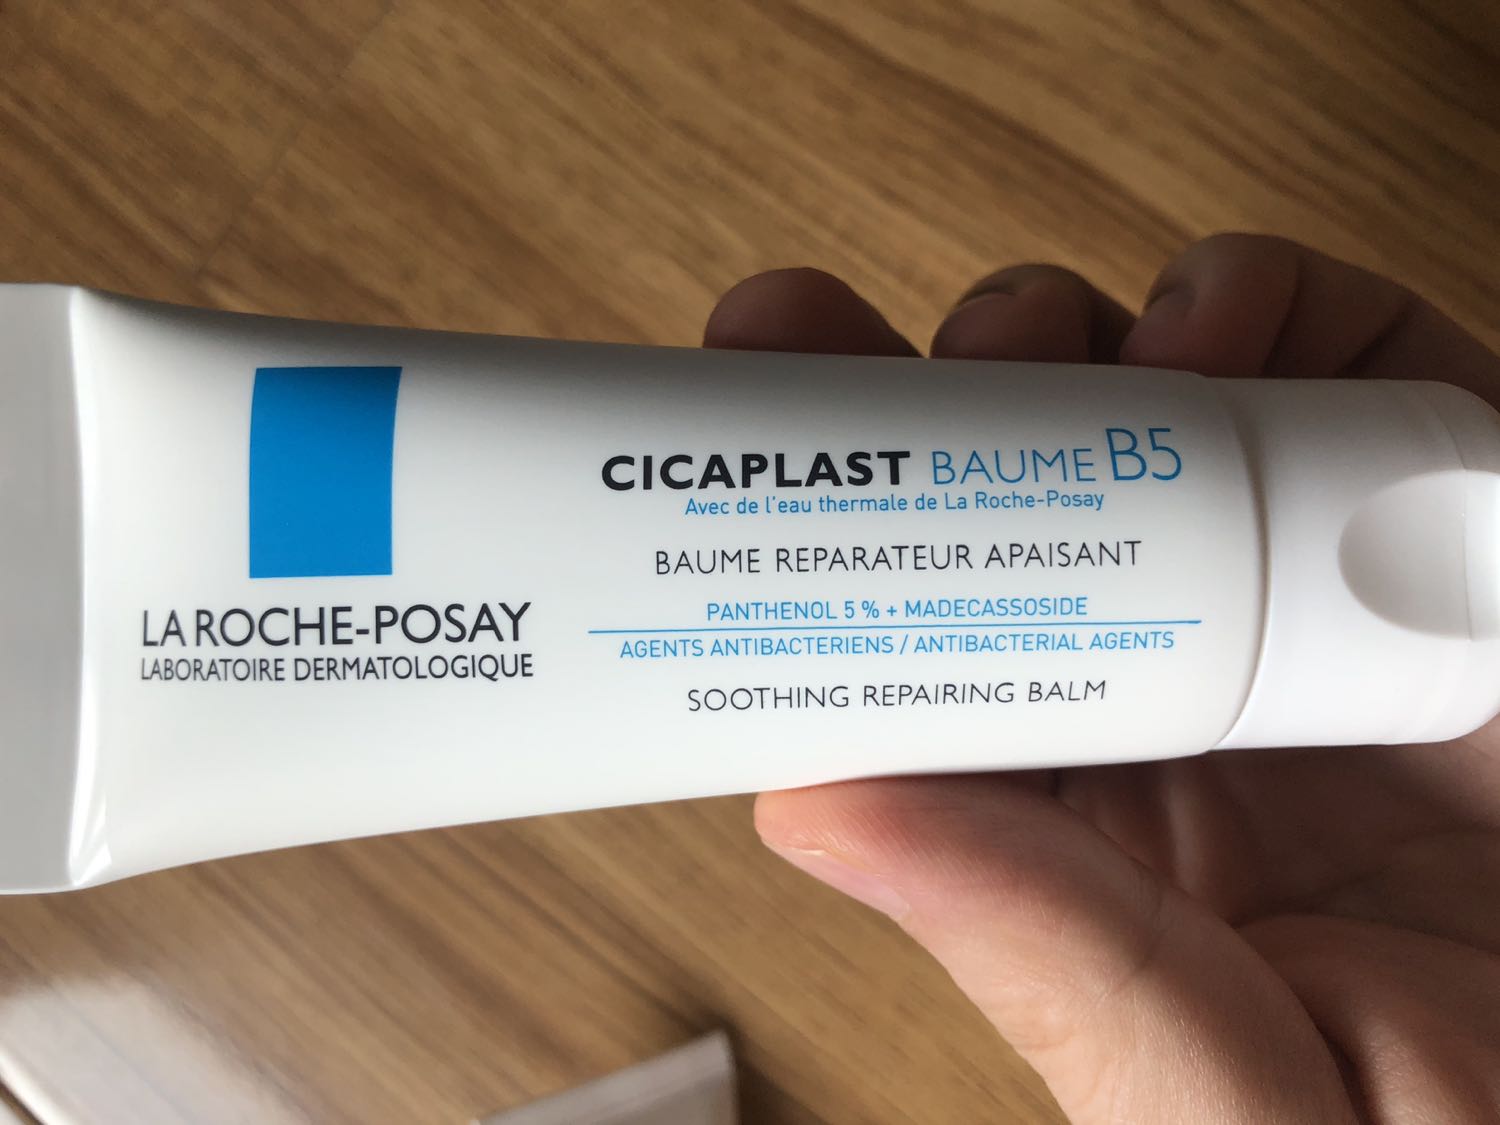 LA ROCHE-POSAY
LABORATOIRE DERMATOLOGIQUE
CICAPLAST BAUME B5
Avec de l'eau thermale de La Roche-Posay
BAUME REPARATEUR APAISANT
PANTHENOL 5 % + MADECASSOSIDE
AGENTS ANTIBACTERIENS / ANTIBACTERIAL AGENTS
SOOTHING REPAIRING BALM